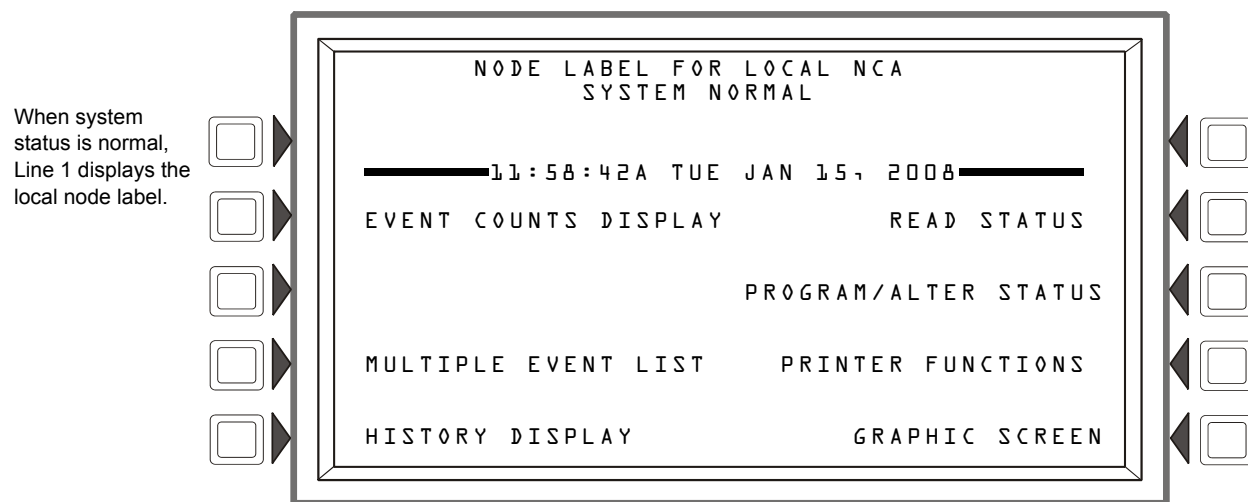 When system
status is normal,
Line 1 displays the
local node label.
NODE LABEL FOR LOCAL NCA
SYSTEM NORMAL
11:58:42A TUE JAN 15, 2008
EVENT COUNTS DISPLAY READ STATUS
PROGRAM/ALTER STATUS
MULTIPLE EVENT LIST PRINTER FUNCTIONS
HISTORY DISPLAY GRAPHIC SCREEN